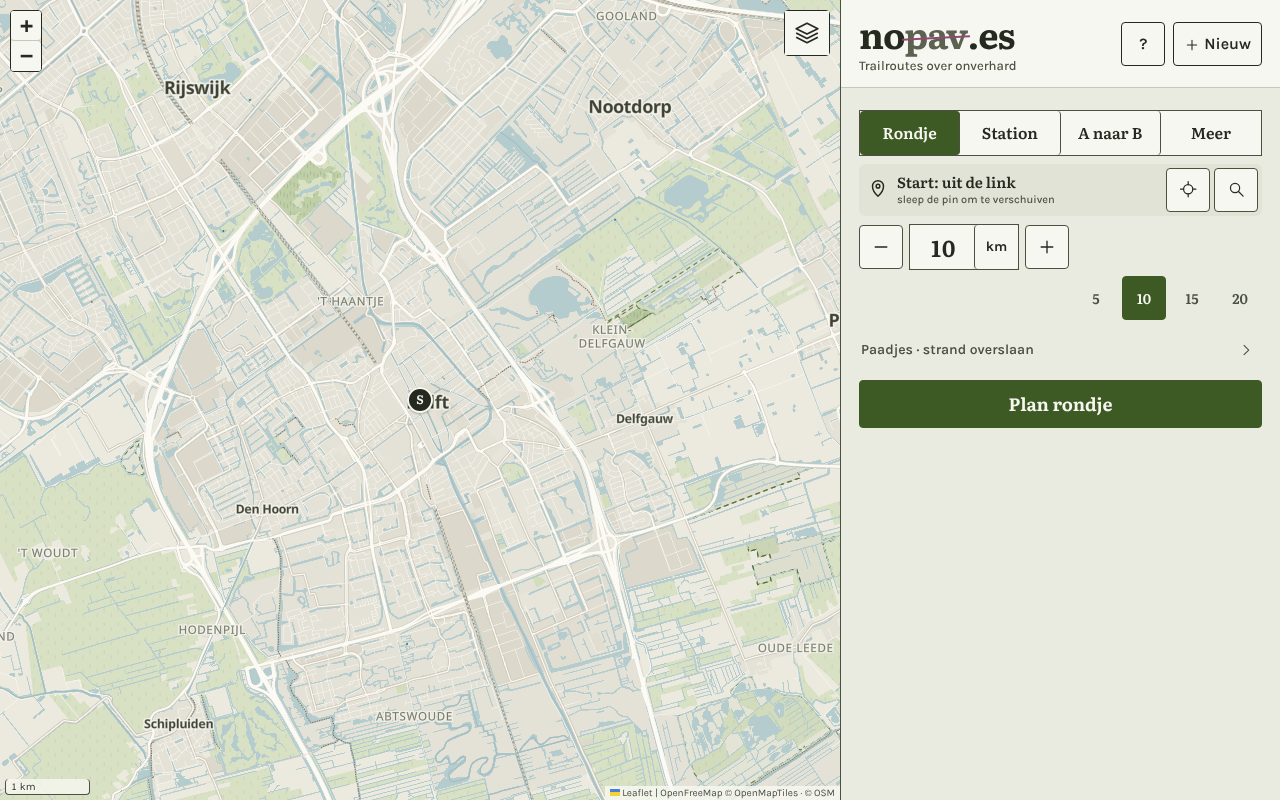 +
−
GOOLAND
Rijswijk
Nootdorp
'T HAANTJE
KLEIN-
DELFGAUW
P
S
lft
Delfgauw
Den Hoorn
'T WOUDT
ND
HODENPIJL
OUDE LEEDE
ABTSWOUDE
Schipluiden
1 km
Leaflet | OpenFreeMap © OpenMapTiles · © OSM
nopav.es
Trailroutes over onverhard
?
+ Nieuw
Rondje
Station
A naar B
Meer
Start: uit de link
sleep de pin om te verschuiven
− 10 km +
5 10 15 20
Paadjes · strand overslaan
Plan rondje